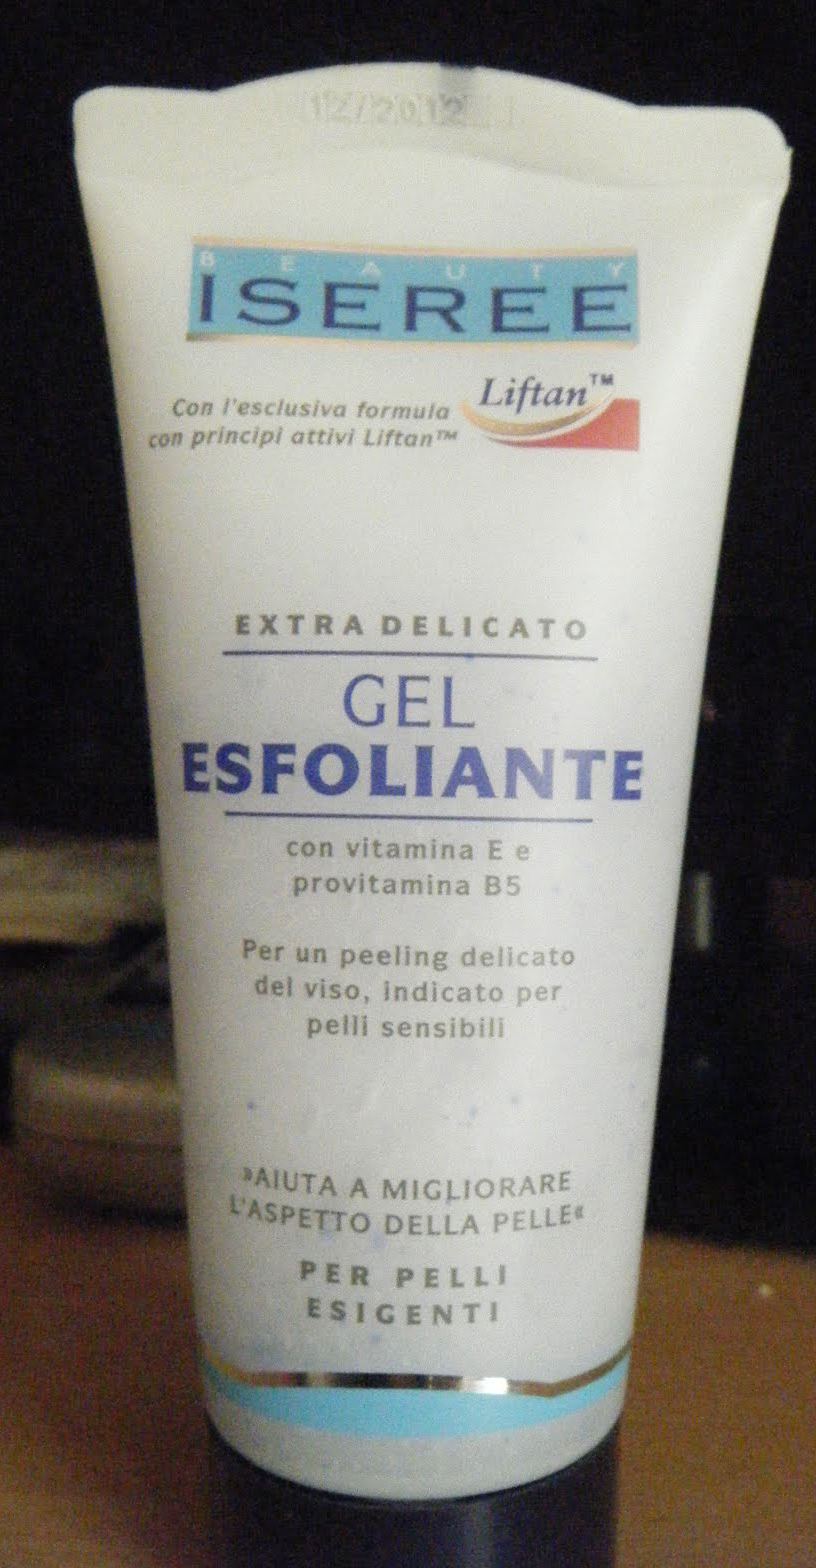 12/2012
BEAUTY
ISEREE
Liftan™
Con l'esclusiva formula
con principi attivi Liftan™
EXTRA DELICATO
GEL
ESFOLIANTE
con vitamina E e
provitamina B5
Per un peeling delicato
del viso, indicato per
pelli sensibili
»AIUTA A MIGLIORARE
L'ASPETTO DELLA PELLE«
PER PELLI
ESIGENTI